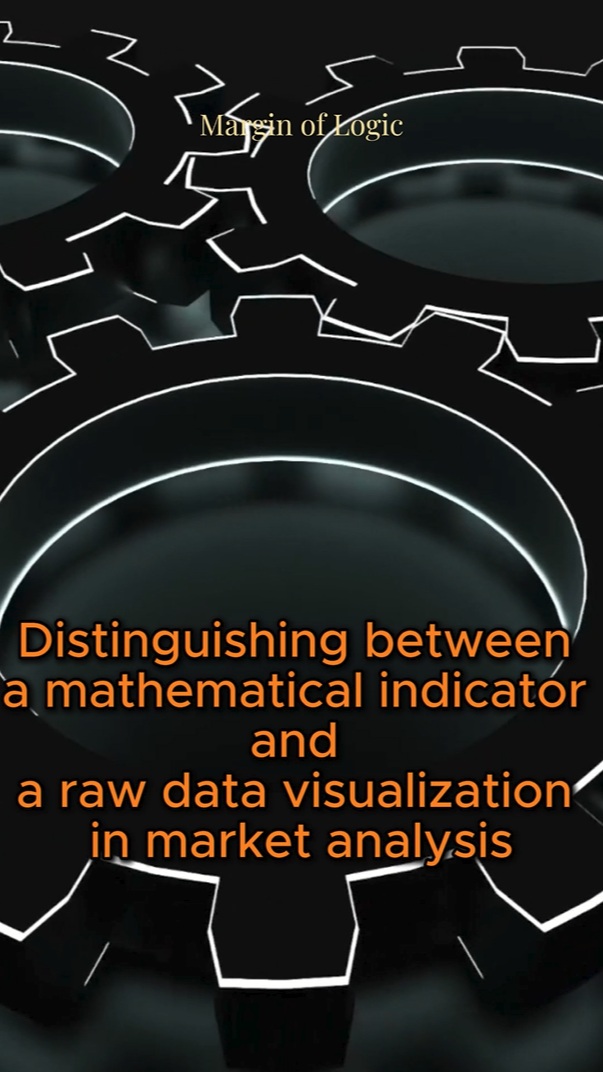 Margin of Logic
Distinguishing between
a mathematical indicator
and
a raw data visualization
in market analysis